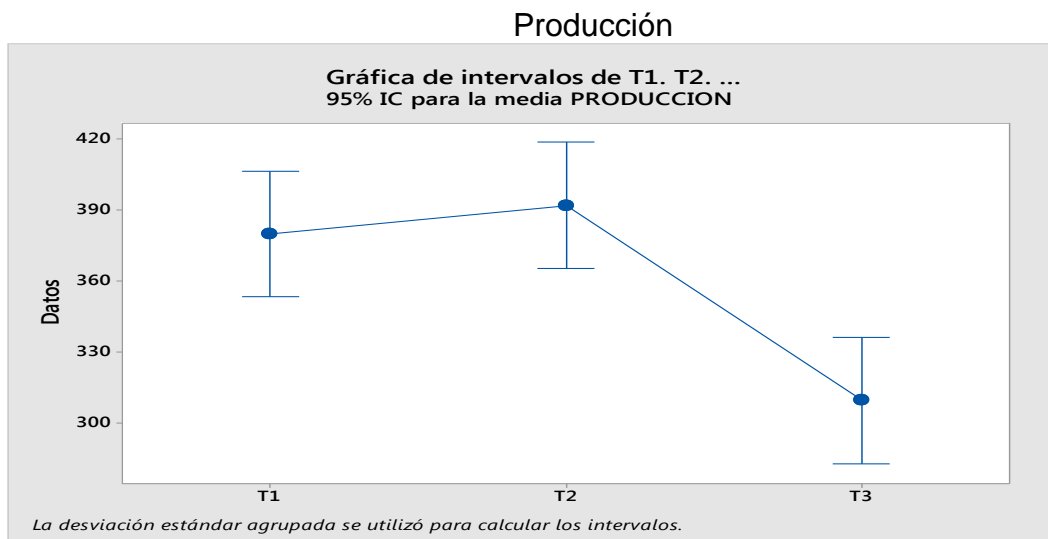 Producción
Gráfica de intervalos de T1. T2. ...
95% IC para la media PRODUCCION
420
390
360
330
300
Datos
T1 T2 T3
La desviación estándar agrupada se utilizó para calcular los intervalos.